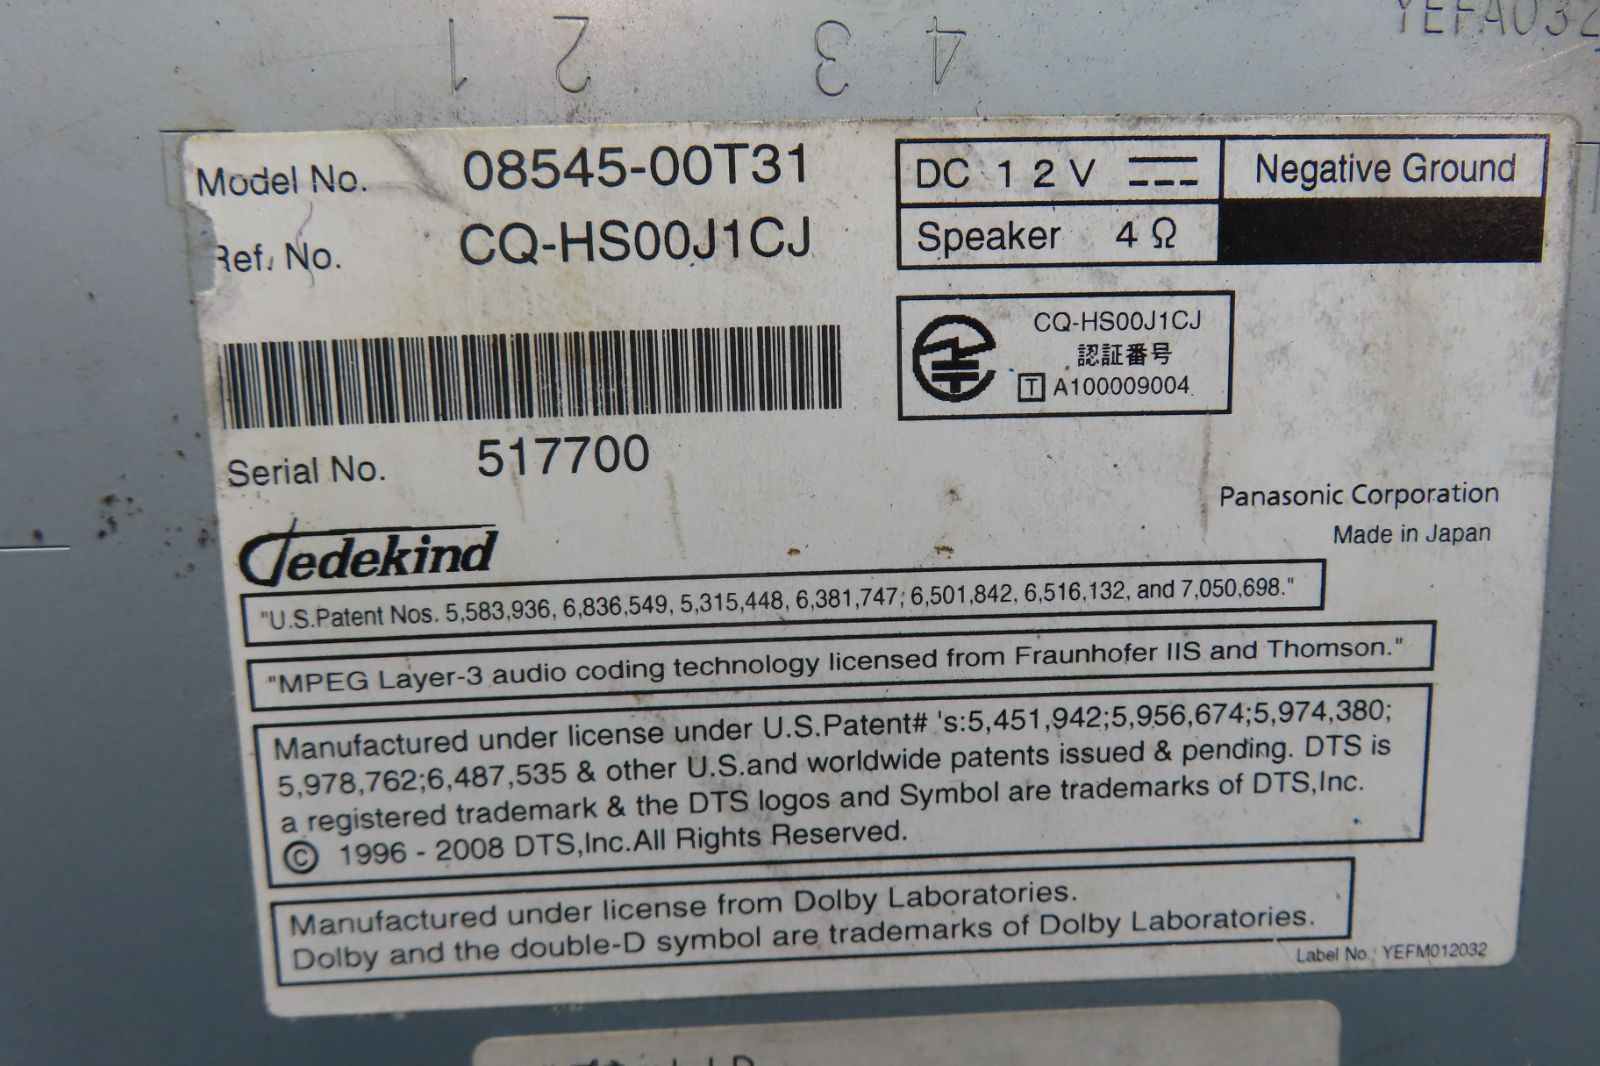 1 2 3 4
YEFA032
Model No. 08545-00T31
Ref. No. CQ-HS00J1CJ
DC 12V
Negative Ground
Speaker 4 Ω
CQ-HS00J1CJ
認証番号
T A100009004
Serial No. 517700
Panasonic Corporation
Made in Japan
Gedekind
"U.S.Patent Nos. 5,583,936, 6,836,549, 5,315,448, 6,381,747; 6,501,842, 6,516,132, and 7,050,698."
"MPEG Layer-3 audio coding technology licensed from Fraunhofer IIS and Thomson."
Manufactured under license under U.S.Patent# 's:5,451,942;5,956,674;5,974,380;
5,978,762;6,487,535 & other U.S.and worldwide patents issued & pending. DTS is
a registered trademark & the DTS logos and Symbol are trademarks of DTS,Inc.
© 1996 - 2008 DTS,Inc.All Rights Reserved.
Manufactured under license from Dolby Laboratories.
Dolby and the double-D symbol are trademarks of Dolby Laboratories.
Label No. YEFM012032